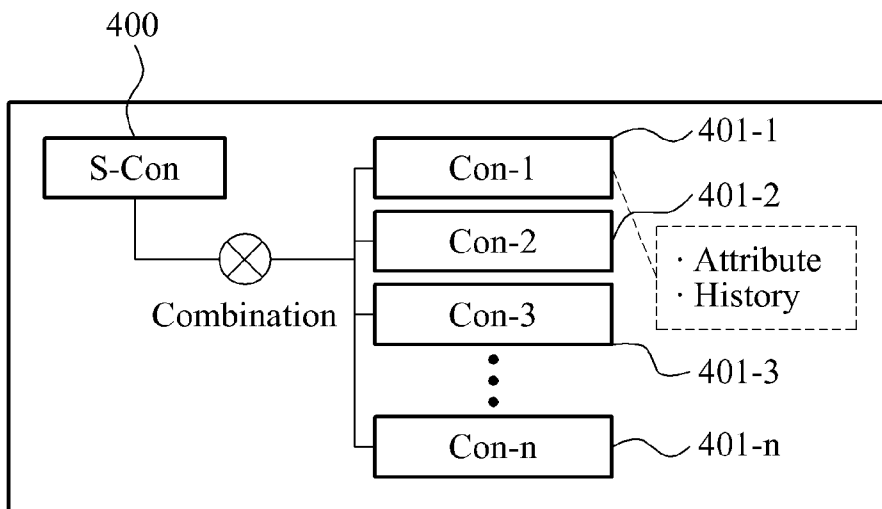 400
S-Con
Combination
Con-1
Con-2
Con-3
Con-n
401-1
401-2
· Attribute
· History
401-3
401-n